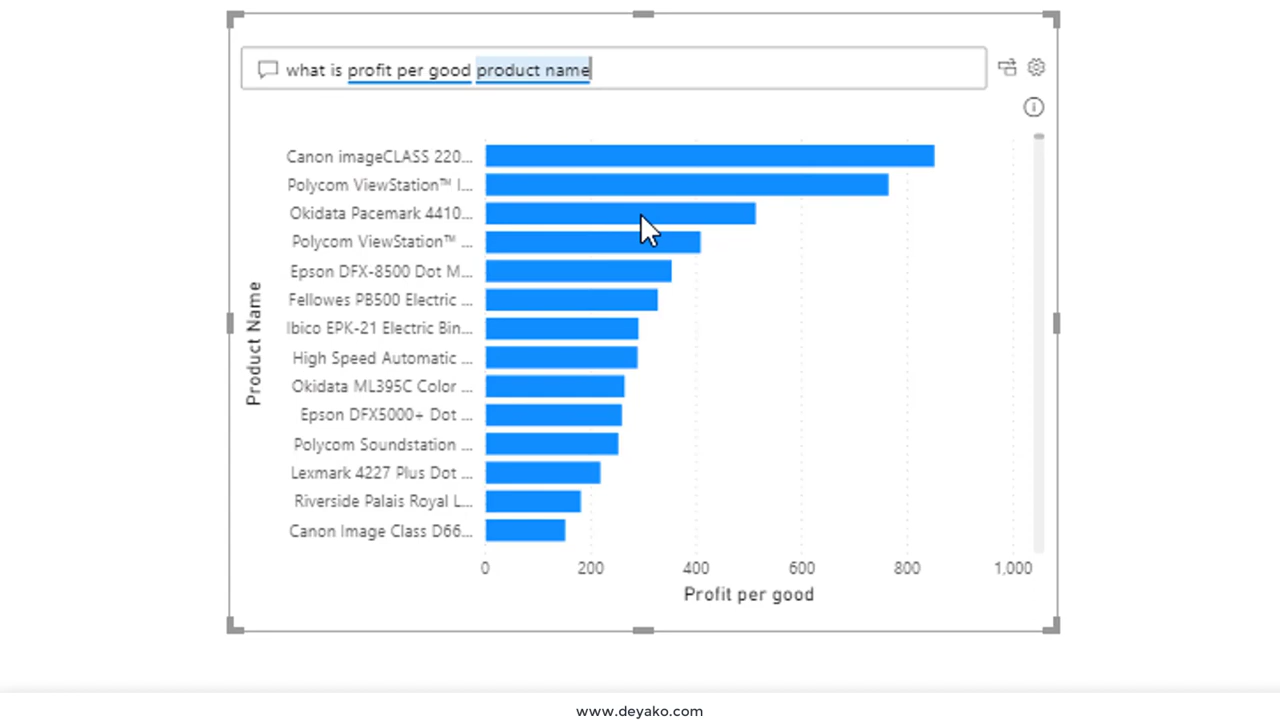 what is profit per good product name
Canon imageCLASS 220...
Polycom ViewStation™ I...
Okidata Pacemark 4410...
Polycom ViewStation™ ...
Epson DFX-8500 Dot M...
Fellowes PB500 Electric ...
Ibico EPK-21 Electric Bin...
High Speed Automatic ...
Okidata ML395C Color ...
Epson DFX5000+ Dot ...
Polycom Soundstation ...
Lexmark 4227 Plus Dot ...
Riverside Palais Royal L...
Canon Image Class D66...
Product Name
0 200 400 600 800 1,000
Profit per good
www.deyako.com